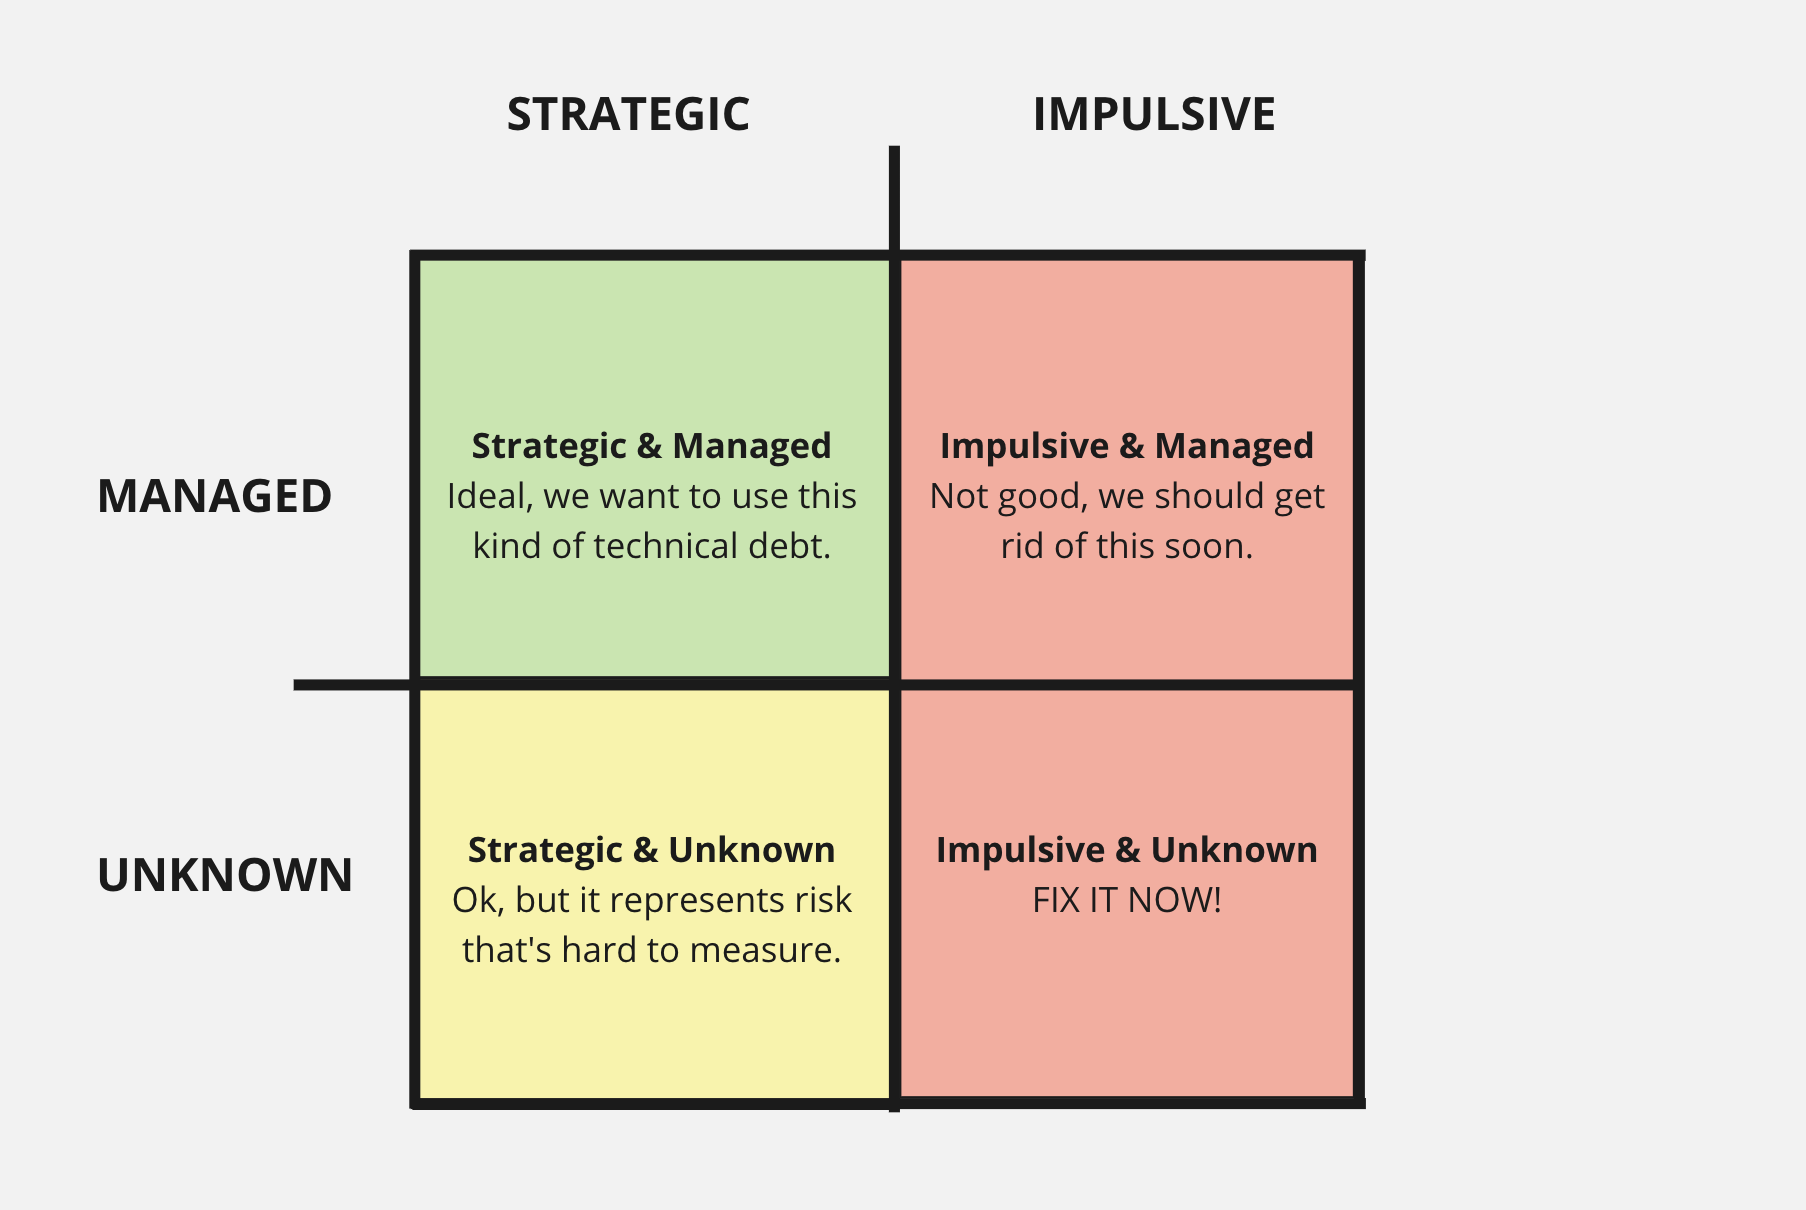 STRATEGIC
IMPULSIVE
MANAGED
Strategic & Managed
Ideal, we want to use this
kind of technical debt.
Impulsive & Managed
Not good, we should get
rid of this soon.
UNKNOWN
Strategic & Unknown
Ok, but it represents risk
that's hard to measure.
Impulsive & Unknown
FIX IT NOW!